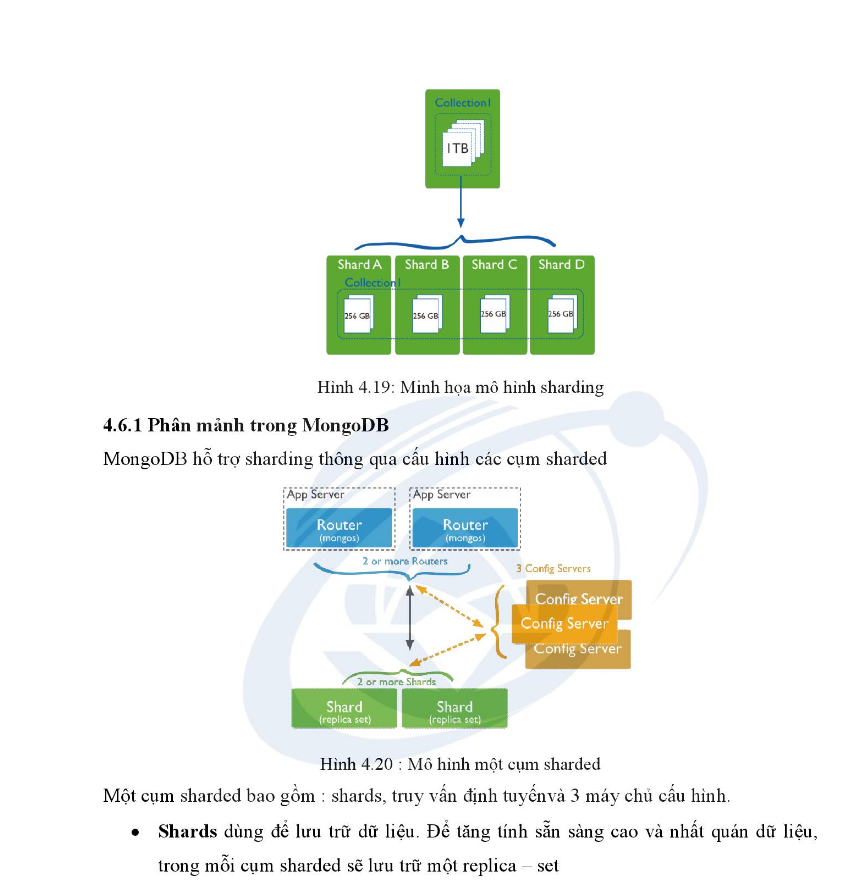 Collection1
1TB
Shard A Shard B Shard C Shard D
Collection1
256 GB 256 GB 256 GB 256 GB
Hình 4.19: Minh họa mô hình sharding
4.6.1 Phân mảnh trong MongoDB
MongoDB hỗ trợ sharding thông qua cấu hình các cụm sharded
App Server App Server
Router Router
(mongos) (mongos)
2 or more Routers
3 Config Servers
Config Server
Config Server
Config Server
2 or more Shards
Shard Shard
(replica set) (replica set)
Hình 4.20 : Mô hình một cụm sharded
Một cụm sharded bao gồm : shards, truy vấn định tuyếnvà 3 máy chủ cấu hình.
• Shards dùng để lưu trữ dữ liệu. Để tăng tính sẵn sàng cao và nhất quán dữ liệu,
trong mỗi cụm sharded sẽ lưu trữ một replica – set